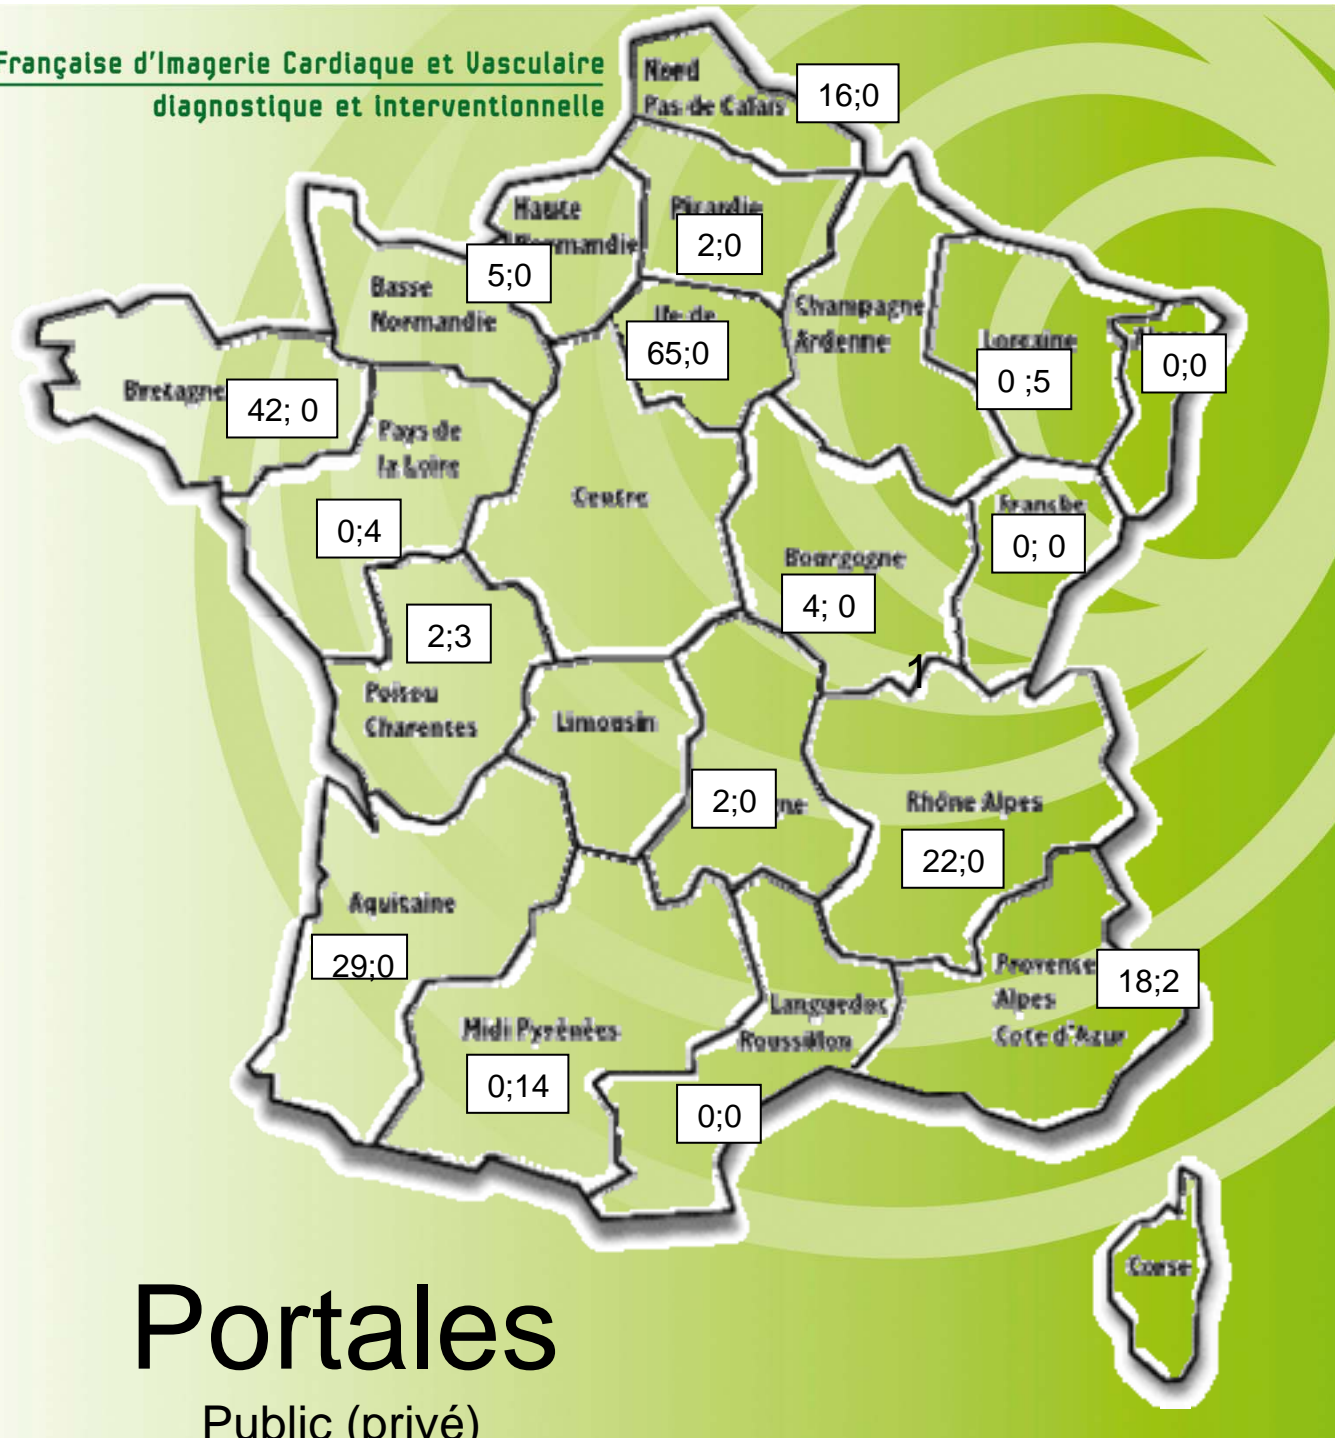 Française d'Imagerie Cardiaque et Vasculaire
diagnostique et interventionnelle
Nord
Pas de Calais
16;0
Haute
Normandie
Picardie
2;0
5;0
Basse
Normandie
Champagne
Ardenne
Ile de
65;0
Lorraine
0 ;5
0;0
Bretagne
42; 0
Pays de
la Loire
0;4
Centre
Franche
0; 0
Bourgogne
4; 0
2;3
Poitou
Charentes
1
Limousin
2;0
ne
Rhône Alpes
22;0
Aquitaine
29;0
Provence
Alpes
Cote d'Azur
18;2
Languedoc
Roussillon
Midi Pyrénées
0;14
0;0
Corse
Portales
Public (privé)